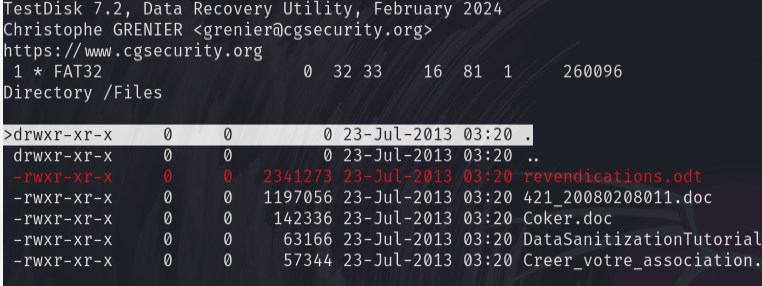 TestDisk 7.2, Data Recovery Utility, February 2024
Christophe GRENIER <grenier@cgsecurity.org>
https://www.cgsecurity.org
 1 * FAT32                    0  32 33    16  81  1     260096
Directory /Files

>drwxr-xr-x     0     0         0 23-Jul-2013 03:20 .
 drwxr-xr-x     0     0         0 23-Jul-2013 03:20 ..
 -rwxr-xr-x     0     0   2341273 23-Jul-2013 03:20 revendications.odt
 -rwxr-xr-x     0     0   1197056 23-Jul-2013 03:20 421_20080208011.doc
 -rwxr-xr-x     0     0    142336 23-Jul-2013 03:20 Coker.doc
 -rwxr-xr-x     0     0     63166 23-Jul-2013 03:20 DataSanitizationTutorial
 -rwxr-xr-x     0     0     57344 23-Jul-2013 03:20 Creer_votre_association.